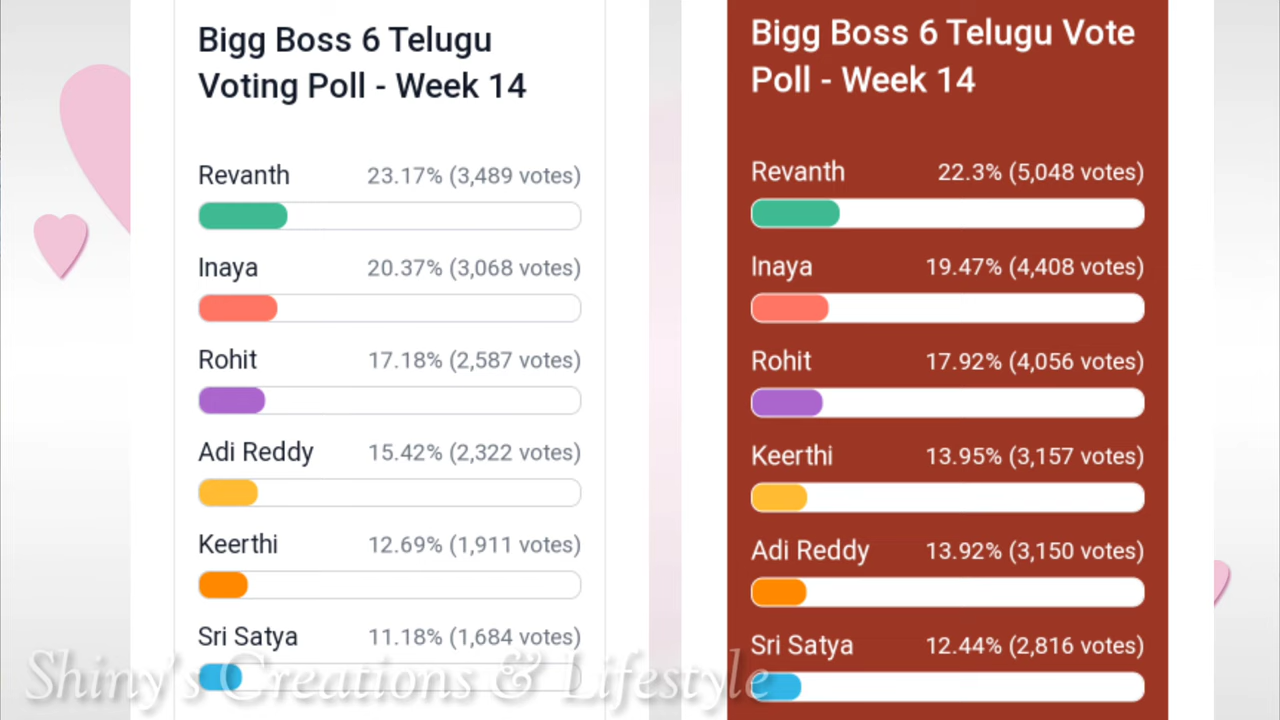 Bigg Boss 6 Telugu
Voting Poll - Week 14
Revanth 23.17% (3,489 votes)
Inaya 20.37% (3,068 votes)
Rohit 17.18% (2,587 votes)
Adi Reddy 15.42% (2,322 votes)
Keerthi 12.69% (1,911 votes)
Sri Satya 11.18% (1,684 votes)
Bigg Boss 6 Telugu Vote
Poll - Week 14
Revanth 22.3% (5,048 votes)
Inaya 19.47% (4,408 votes)
Rohit 17.92% (4,056 votes)
Keerthi 13.95% (3,157 votes)
Adi Reddy 13.92% (3,150 votes)
Sri Satya 12.44% (2,816 votes)
Shiny's Creations & Lifestyle